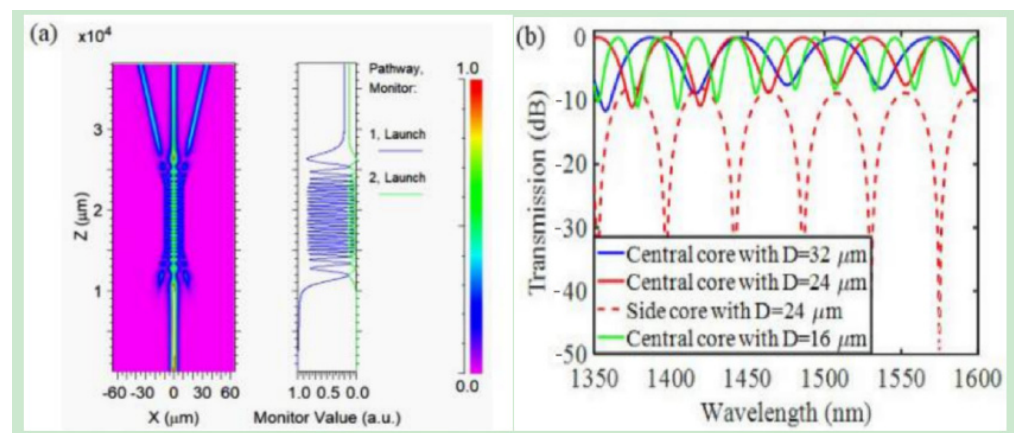 (a)
x10⁴
3
2
1
Z (μm)
-60 -30 0 30 60
X (μm)
1.0 0.5 0.0
Monitor Value (a.u.)
Pathway,
Monitor:
1, Launch
2, Launch
1.0
0.0
(b)
0
-10
-20
-30
-40
-50
Transmission (dB)
Central core with D=32 μm
Central core with D=24 μm
Side core with D=24 μm
Central core with D=16 μm
1350 1400 1450 1500 1550 1600
Wavelength (nm)